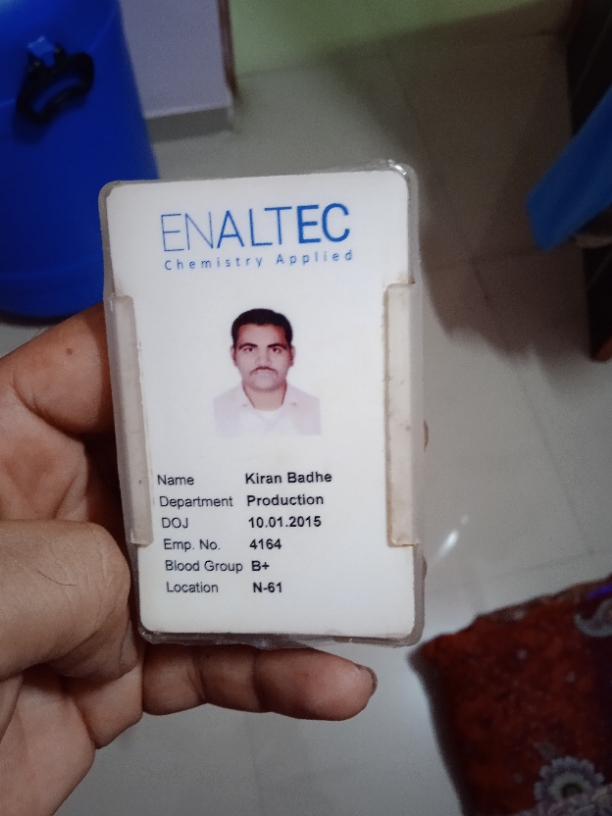 ENALTEC
Chemistry Applied
Name Kiran Badhe
Department Production
DOJ 10.01.2015
Emp. No. 4164
Blood Group B+
Location N-61